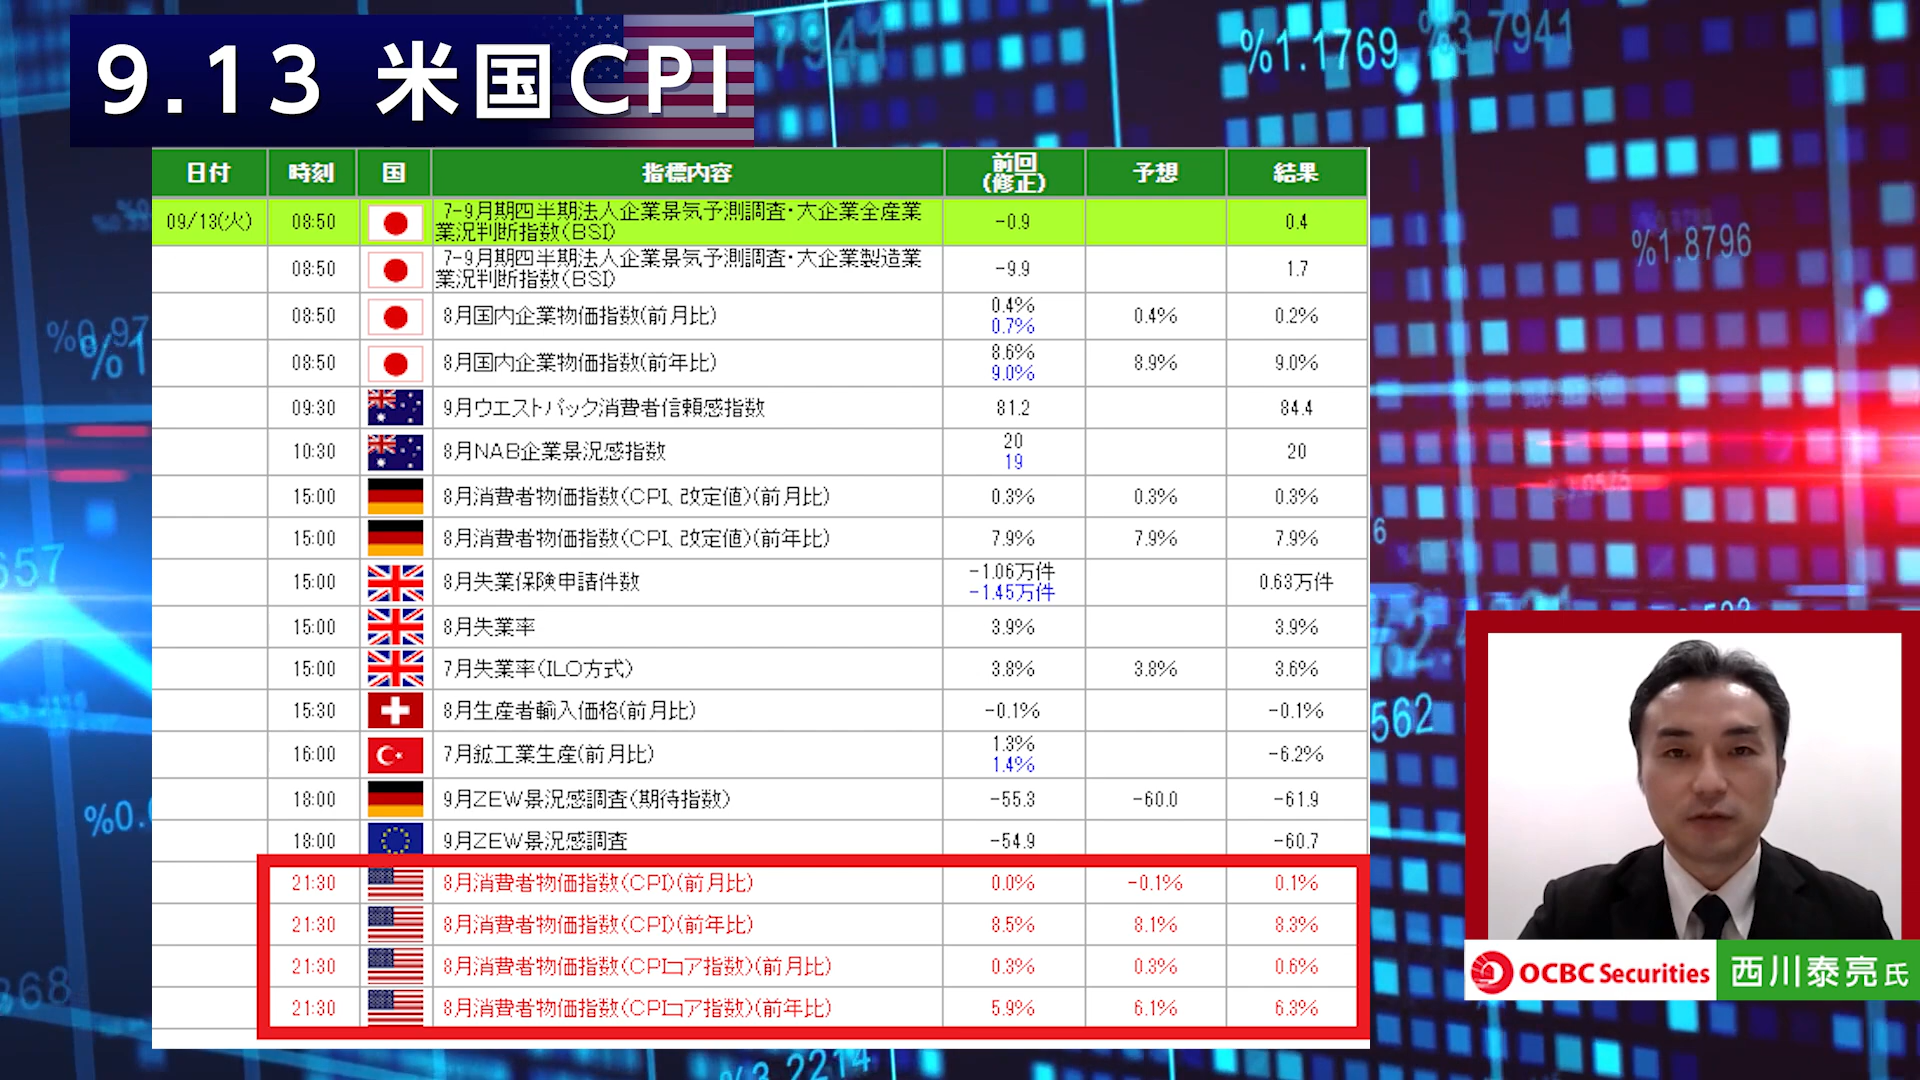 9.13 米国CPI
日付 時刻 国 指標内容 前回(修正) 予想 結果
09/13(火) 08:50 7-9月期四半期法人企業景気予測調査・大企業全産業
業況判断指数(BSI) -0.9 0.4
08:50 7-9月期四半期法人企業景気予測調査・大企業製造業
業況判断指数(BSI) -9.9 1.7
08:50 8月国内企業物価指数(前月比) 0.4% 0.7% 0.4% 0.2%
08:50 8月国内企業物価指数(前年比) 8.6% 9.0% 8.9% 9.0%
09:30 9月ウエストパック消費者信頼感指数 81.2 84.4
10:30 8月NAB企業景況感指数 20 19 20
15:00 8月消費者物価指数(CPI、改定値)(前月比) 0.3% 0.3% 0.3%
15:00 8月消費者物価指数(CPI、改定値)(前年比) 7.9% 7.9% 7.9%
15:00 8月失業保険申請件数 -1.06万件 -1.45万件 0.63万件
15:00 8月失業率 3.9% 3.9%
15:00 7月失業率(ILO方式) 3.8% 3.8% 3.6%
15:30 8月生産者輸入価格(前月比) -0.1% -0.1%
16:00 7月鉱工業生産(前月比) 1.3% 1.4% -6.2%
18:00 9月ZEW景況感調査(期待指数) -55.3 -60.0 -61.9
18:00 9月ZEW景況感調査 -54.9 -60.7
21:30 8月消費者物価指数(CPI)(前月比) 0.0% -0.1% 0.1%
21:30 8月消費者物価指数(CPI)(前年比) 8.5% 8.1% 8.3%
21:30 8月消費者物価指数(CPIコア指数)(前月比) 0.3% 0.3% 0.6%
21:30 8月消費者物価指数(CPIコア指数)(前年比) 5.9% 6.1% 6.3%
%1.1769
%3.7941
%1.8796
562
%3.2214
OCBC Securities
西川泰亮氏